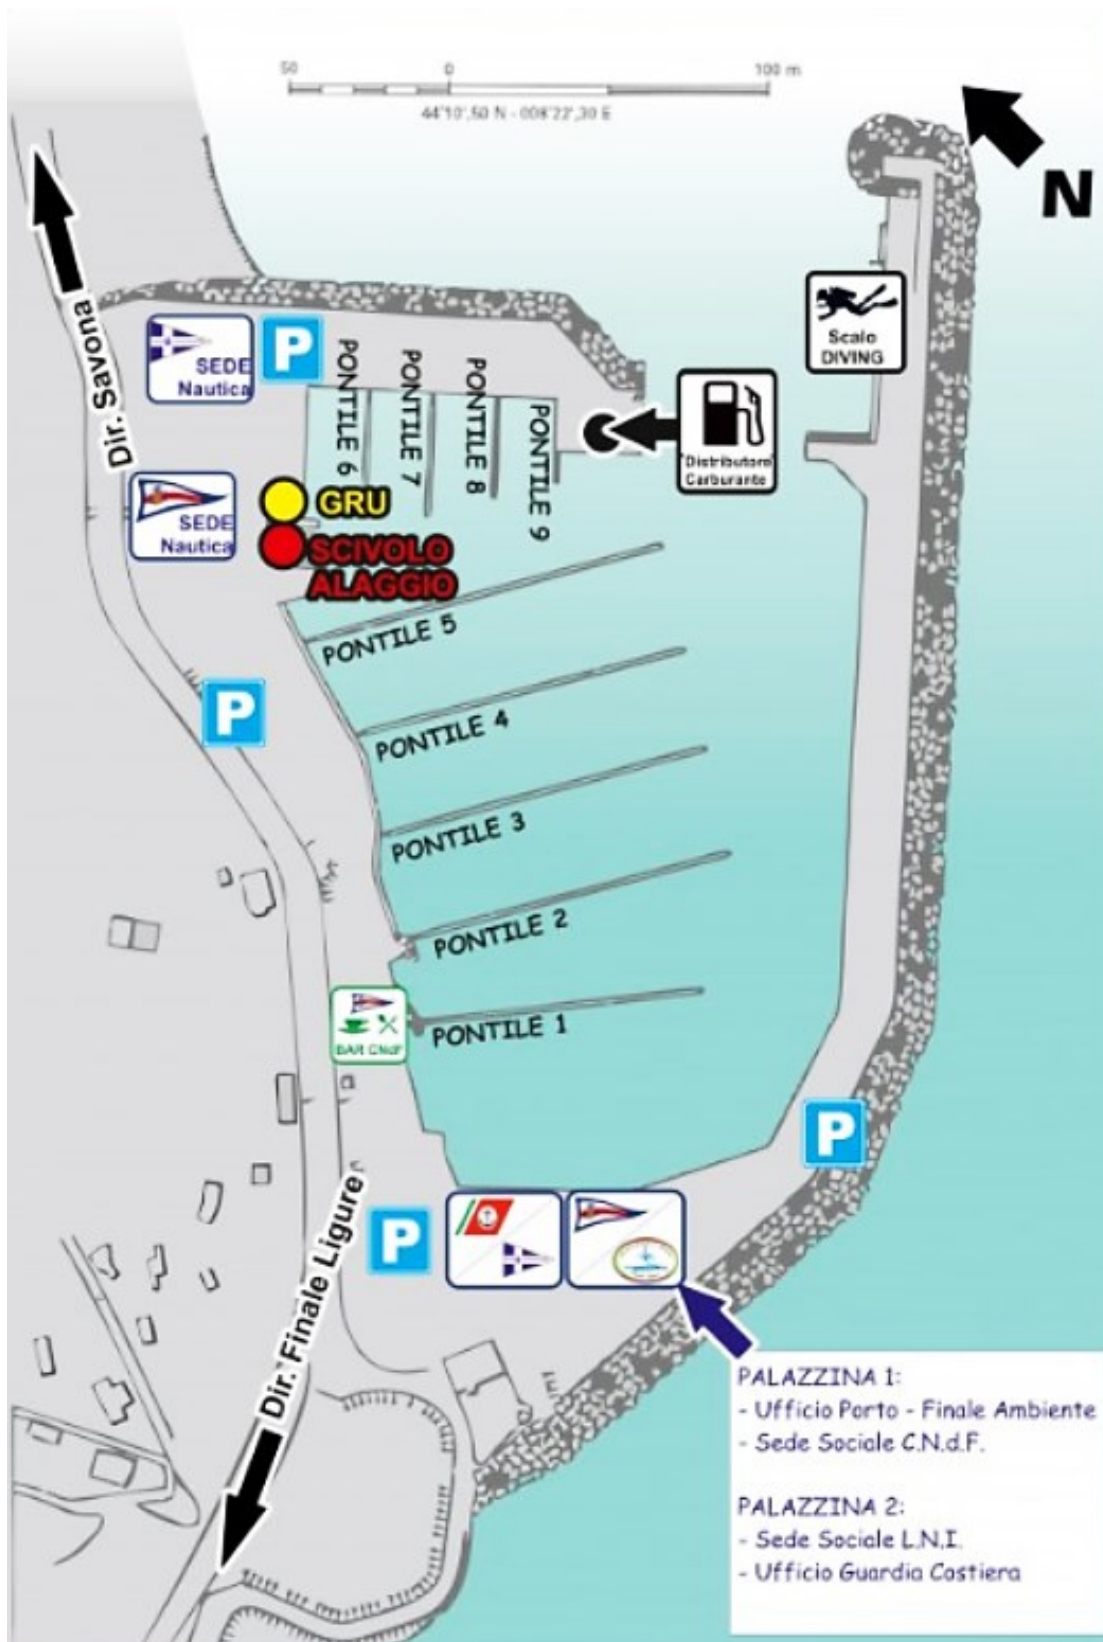 50 0 100 m
44°10',50 N - 008°22',30 E
N
Dir. Savona
SEDE
Nautica
P
PONTILE 6
PONTILE 7
PONTILE 8
PONTILE 9
Scalo
DIVING
Distributore
Carburante
SEDE
Nautica
GRU
SCIVOLO
ALAGGIO
PONTILE 5
P
PONTILE 4
PONTILE 3
PONTILE 2
BAR CNdF
PONTILE 1
P
P
Dir. Finale Ligure
PALAZZINA 1:
- Ufficio Porto - Finale Ambiente
- Sede Sociale C.N.d.F.
PALAZZINA 2:
- Sede Sociale L.N.I.
- Ufficio Guardia Costiera